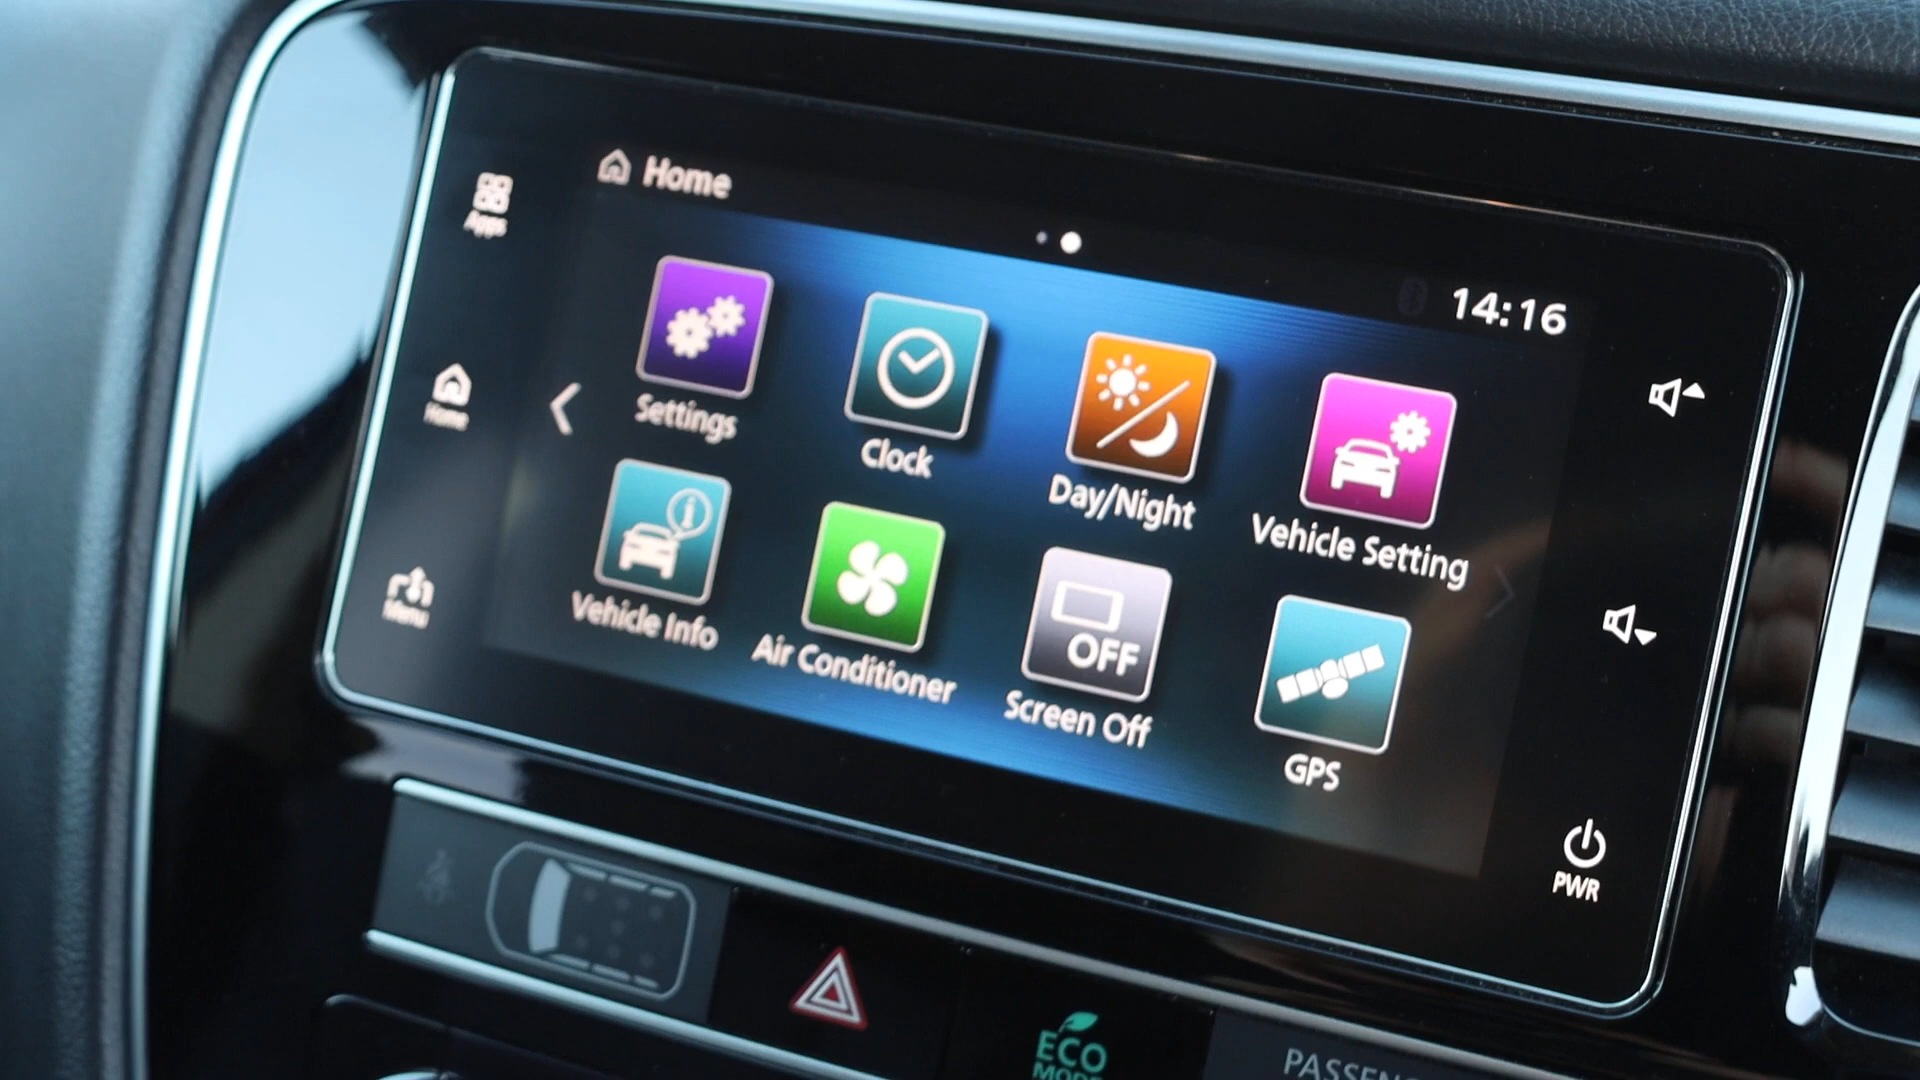 Home
Apps
14:16
Settings
Clock
Day/Night
Vehicle Setting
Home
Vehicle Info
Air Conditioner
OFF
Screen Off
GPS
Menu
PWR
ECO
MODE